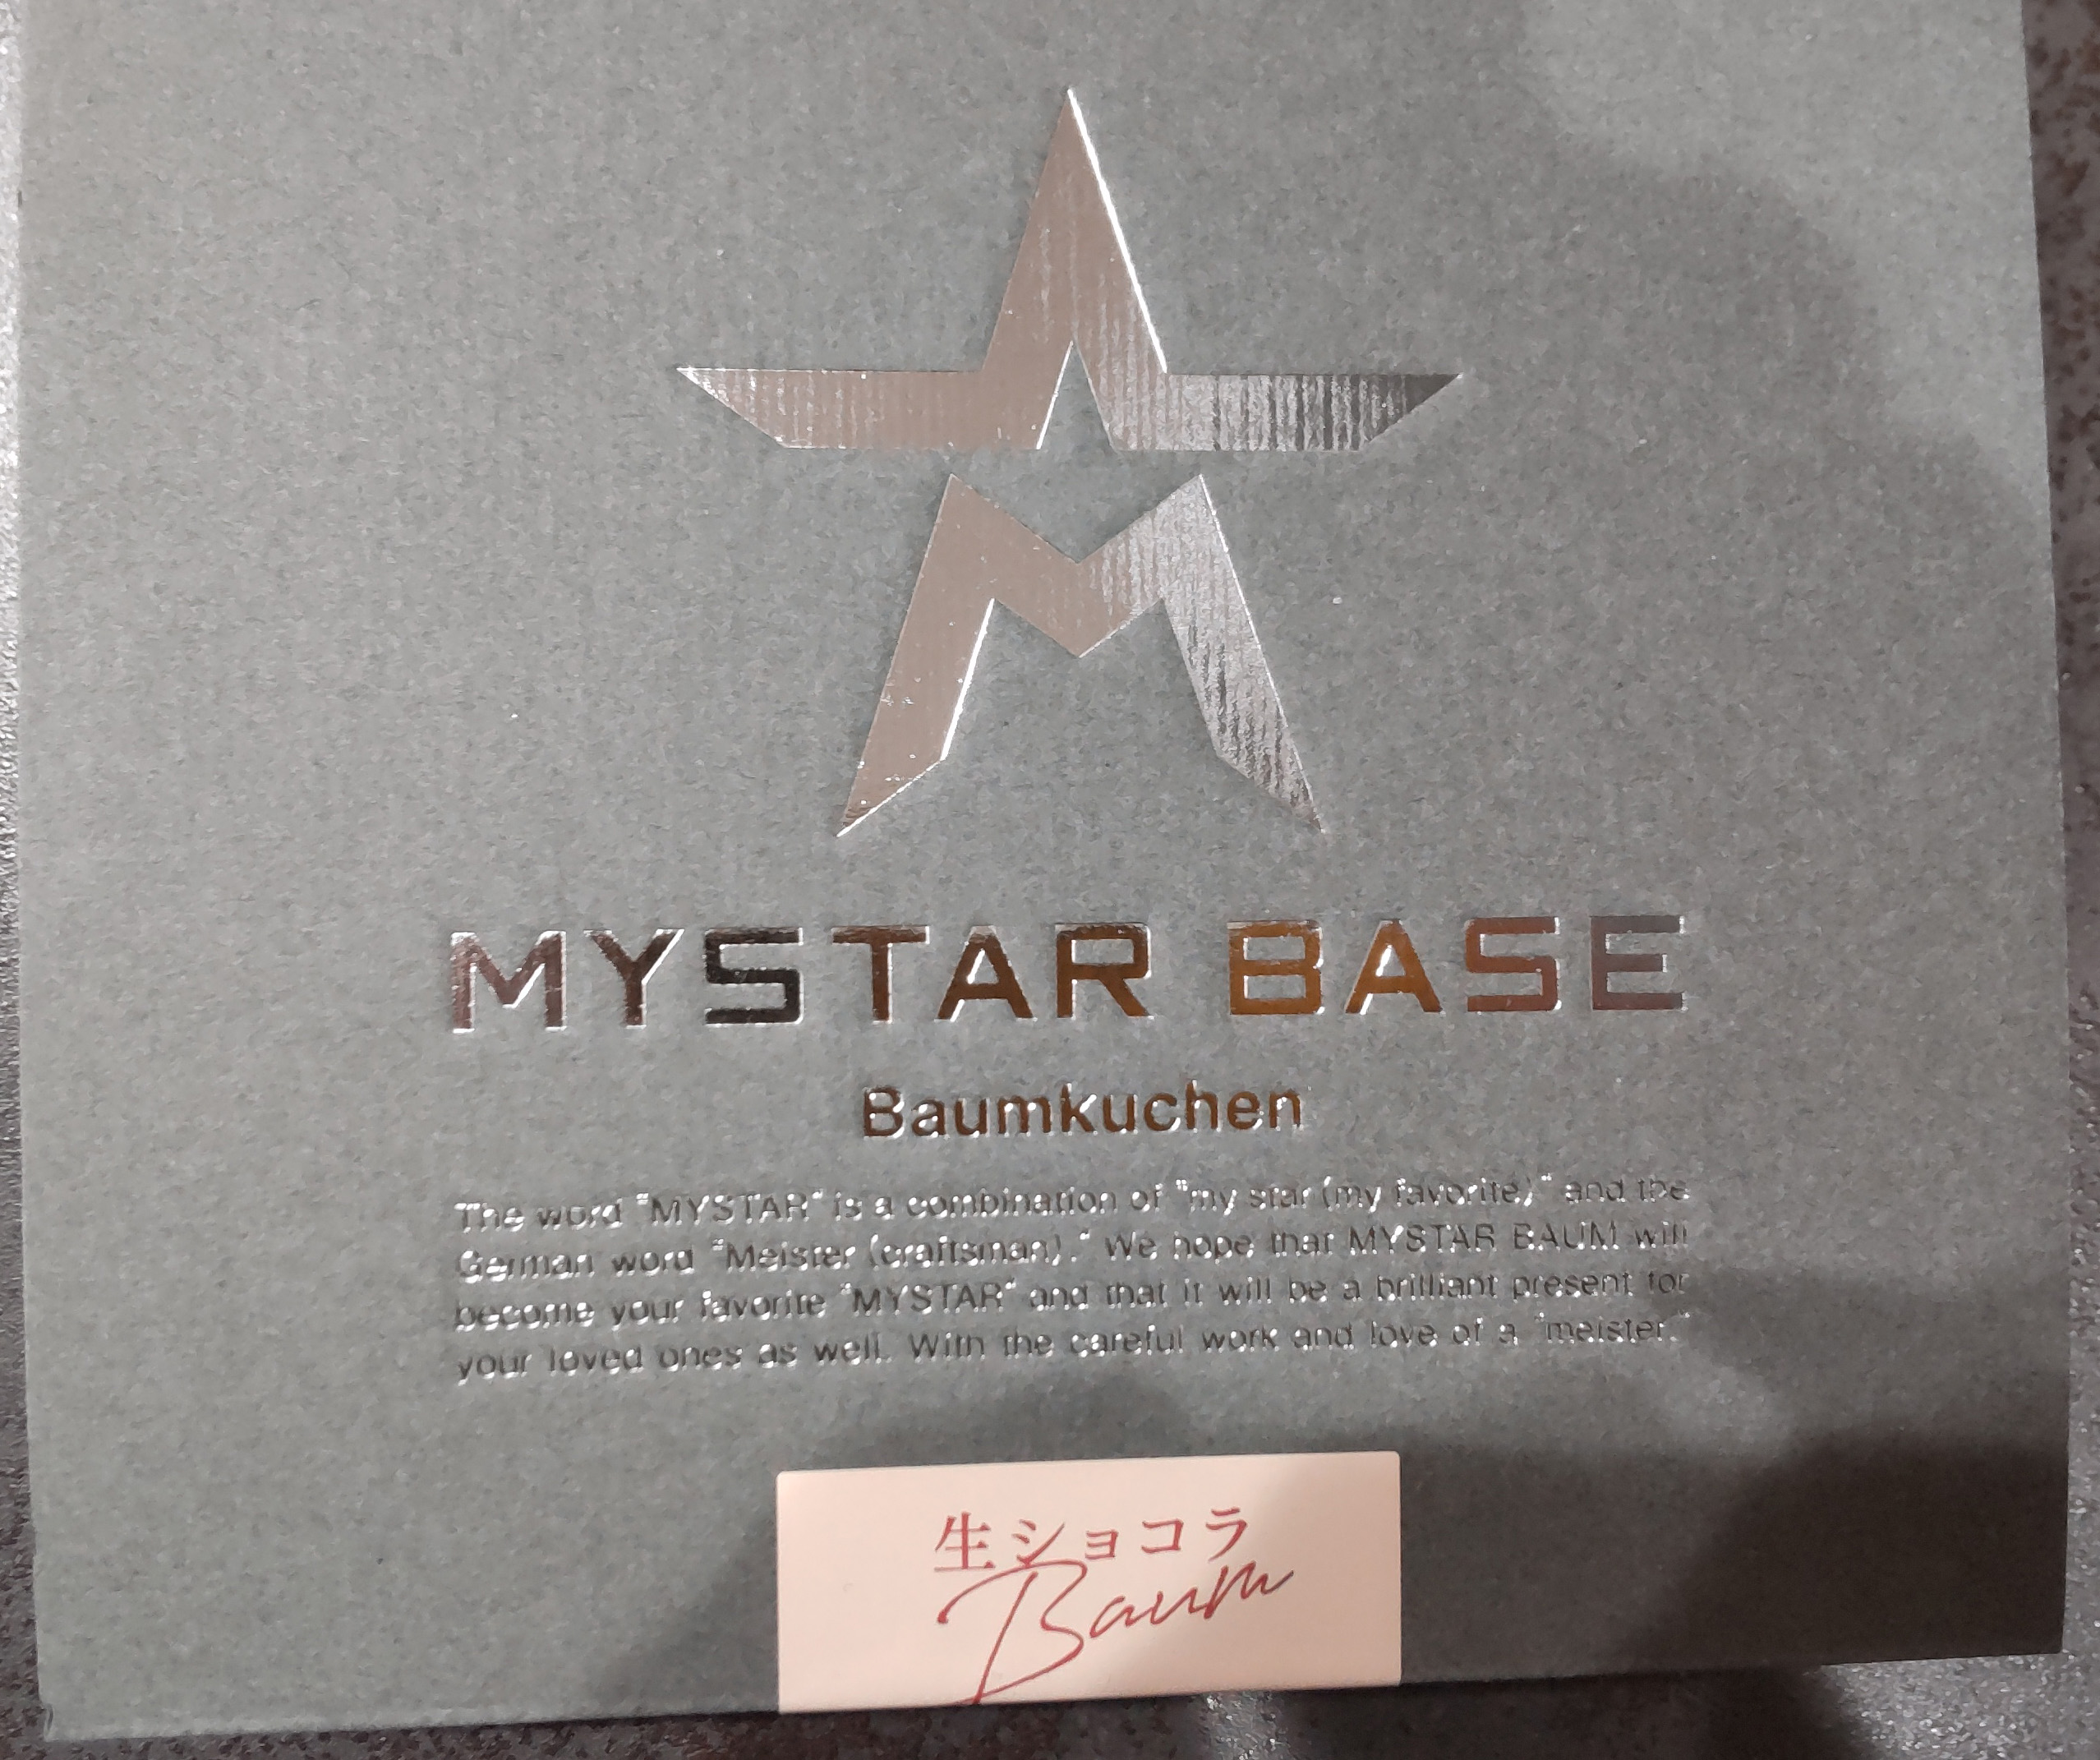 MYSTAR BASE
Baumkuchen
The word "MYSTAR" is a combination of "my star (my favorite)" and the
German word "Meister (craftsman)." We hope that MYSTAR BAUM will
become your favorite "MYSTAR" and that it will be a brilliant present for
your loved ones as well. With the careful work and love of a "meister."
生ショコラ
Baum